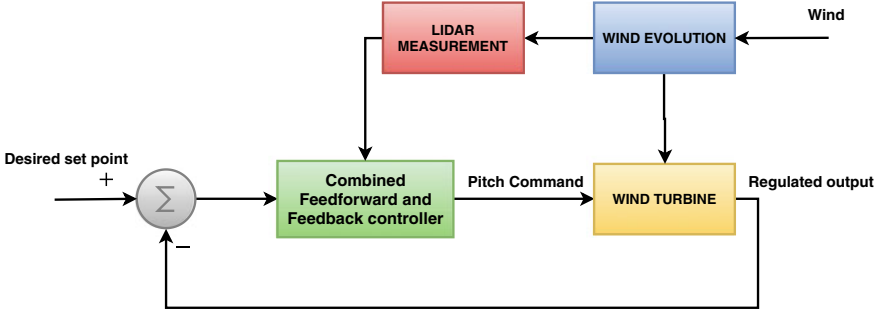 Wind
LIDAR
MEASUREMENT
WIND EVOLUTION
Desired set point
+
Σ
−
Combined
Feedforward and
Feedback controller
Pitch Command
WIND TURBINE
Regulated output